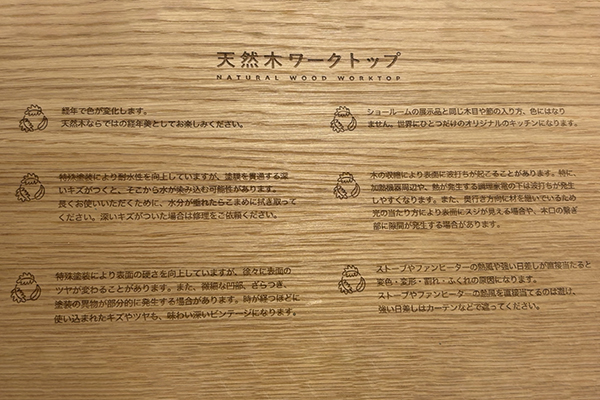 天然木ワークトップ
NATURAL WOOD WORKTOP
経年で色が変化します。
天然木ならではの経年美としてお楽しみください。
特殊塗装により耐水性を向上していますが、塗膜を貫通する深
いキズがつくと、そこから水が染み込む可能性があります。
長くお使いいただくために、水分が垂れたらこまめに拭き取って
ください。深いキズがついた場合は修理をご依頼ください。
特殊塗装により表面の硬さを向上していますが、徐々に表面の
ツヤが変わることがあります。また、微細な凹部、ざらつき、
塗装の異物が部分的に発生する場合があります。時が経つほどに
使い込まれたキズやツヤも、味わい深いビンテージになります。
ショールームの展示品と同じ木目や節の入り方、色にはなり
ません。世界にひとつだけのオリジナルのキッチンになります。
木の収縮により表面に波打ちが起こることがあります。特に、
加熱機器周辺や、熱が発生する調理家電の下は波打ちが発生
しやすくなります。また、奥行き方向に材を継いでいるため
光の当たり方により表面にスジが見える場合や、木口の継ぎ
部に隙間が発生する場合があります。
ストーブやファンヒーターの熱風や強い日差しが直接当たると
変色・変形・割れ・ふくれの原因になります。
ストーブやファンヒーターの熱風を直接当てるのは避け、
強い日差しはカーテンなどで遮ってください。